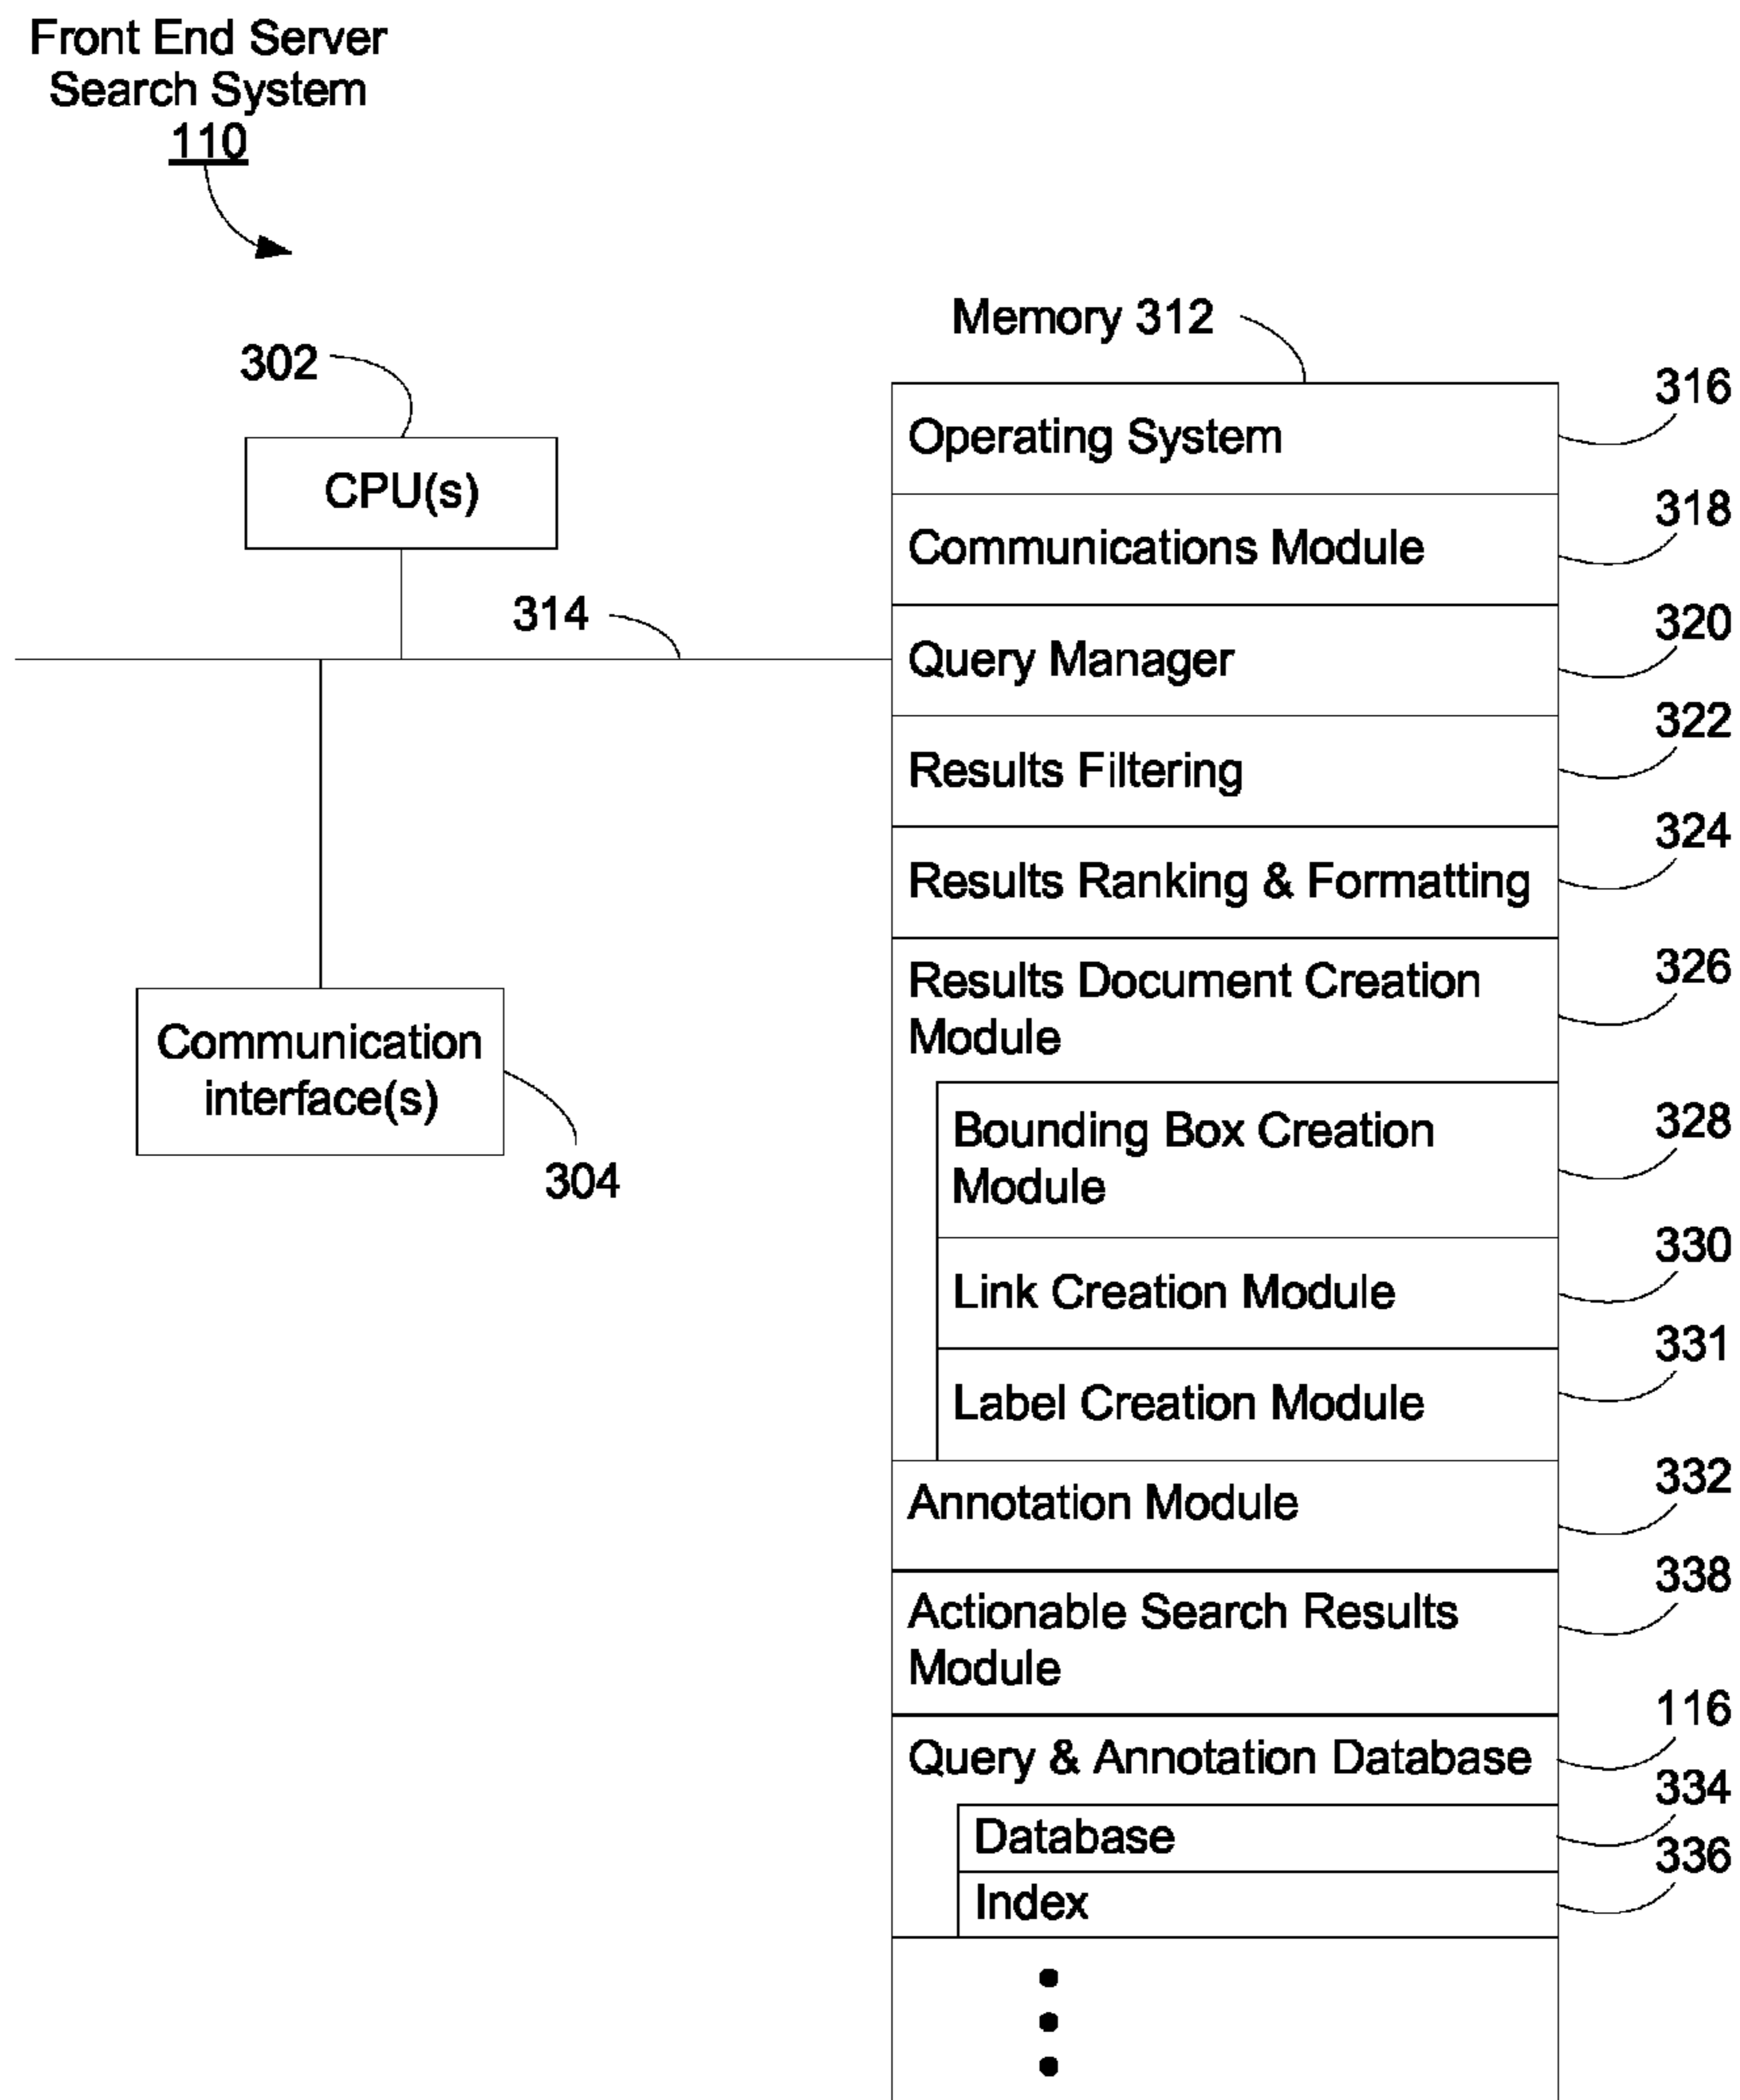 Front End Server
Search System
110
Memory 312
302
316
Operating System
CPU(s)
318
Communications Module
314
320
Query Manager
322
Results Filtering
324
Results Ranking & Formatting
326
Results Document Creation
Module
Communication
interface(s)
304
328
Bounding Box Creation
Module
330
Link Creation Module
331
Label Creation Module
332
Annotation Module
338
Actionable Search Results
Module
116
Query & Annotation Database
334
Database
336
Index